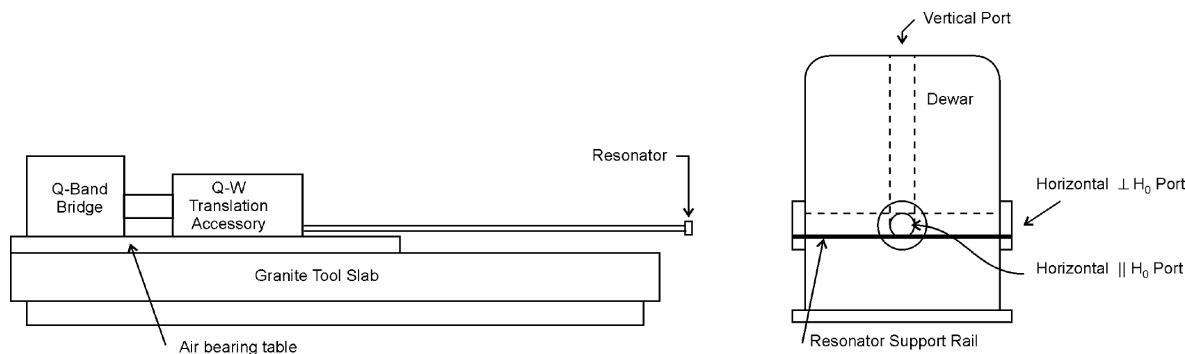 Vertical Port
Dewar
Resonator
Q-Band
Bridge
Q-W
Translation
Accessory
Horizontal ⊥ H₀ Port
Granite Tool Slab
Horizontal || H₀ Port
Air bearing table
Resonator Support Rail